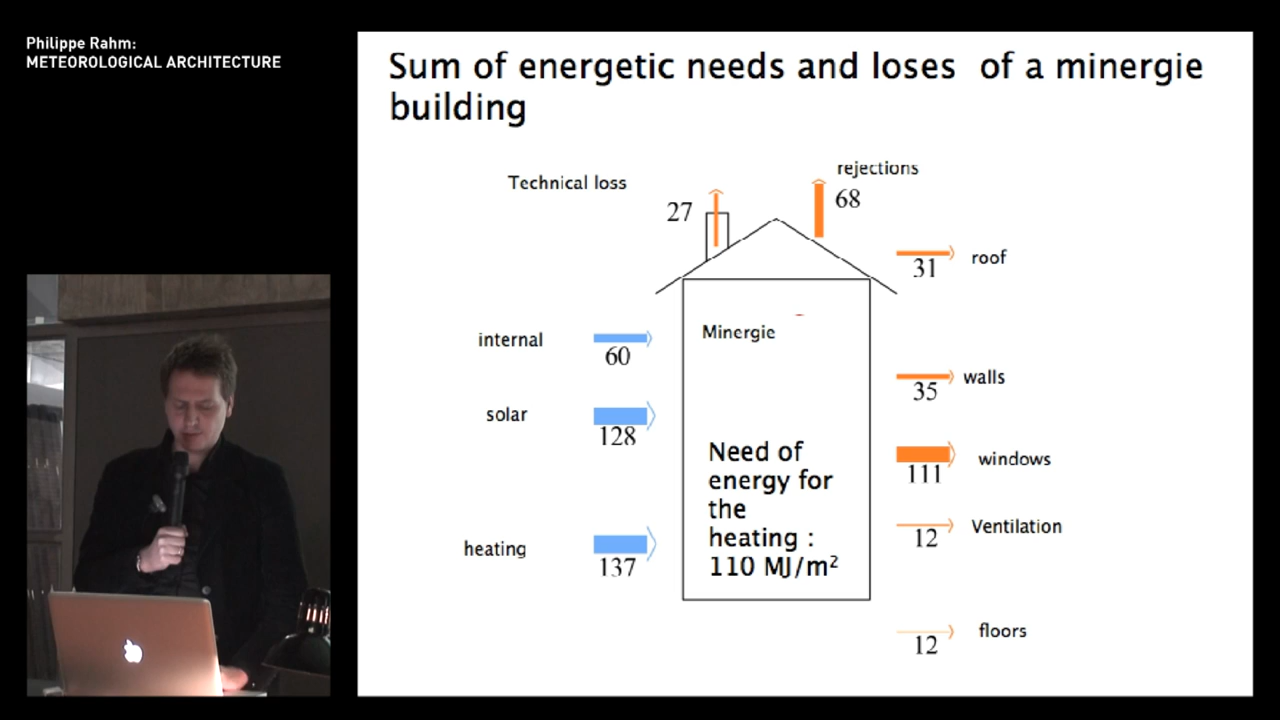 Philippe Rahm:
METEOROLOGICAL ARCHITECTURE
Sum of energetic needs and loses of a minergie
building
Technical loss
27
rejections
68
31
roof
internal
60
Minergie
35
walls
solar
128
111
windows
Need of
energy for
the
heating :
110 MJ/m²
12
Ventilation
heating
137
12
floors